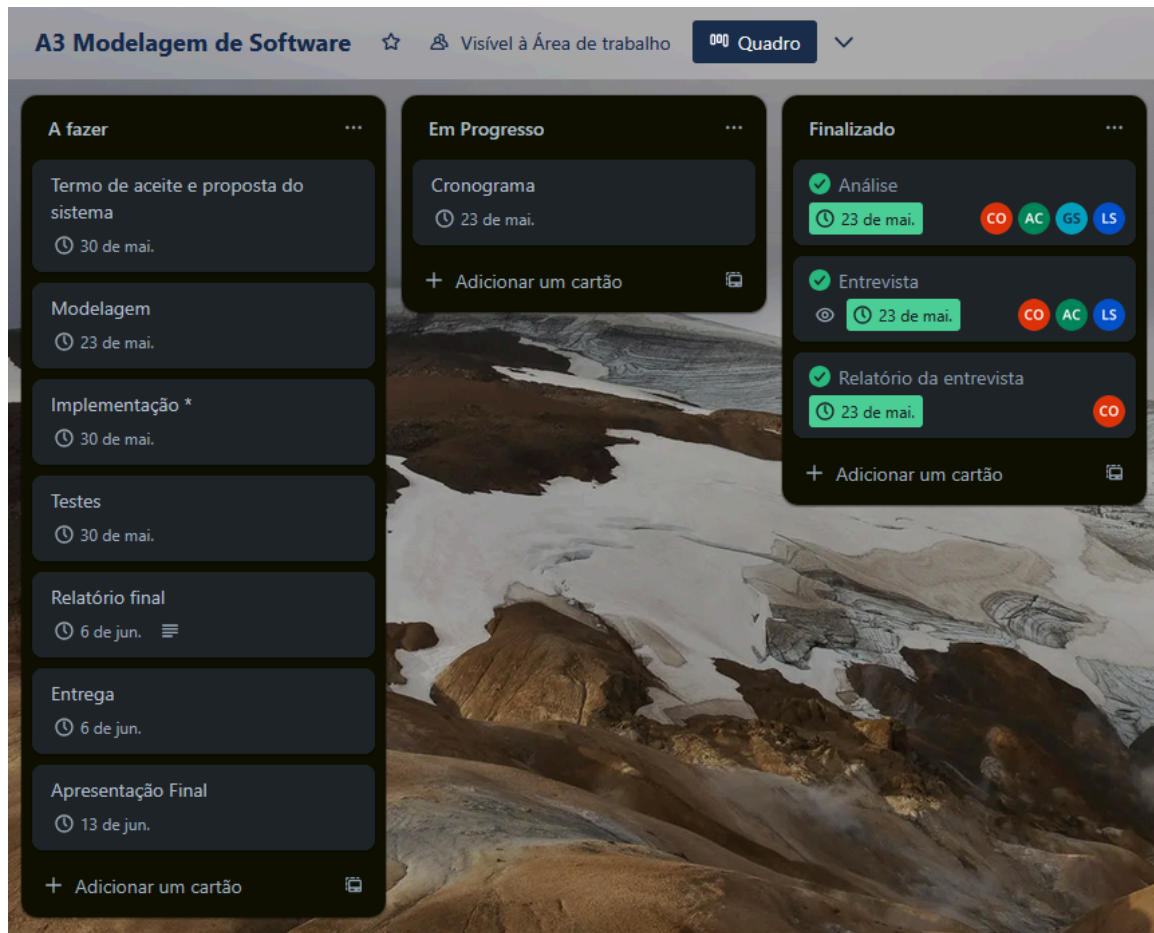 A3 Modelagem de Software
Visível à Área de trabalho
Quadro
A fazer
Termo de aceite e proposta do
sistema
30 de mai.
Modelagem
23 de mai.
Implementação *
30 de mai.
Testes
30 de mai.
Relatório final
6 de jun.
Entrega
6 de jun.
Apresentação Final
13 de jun.
+ Adicionar um cartão
Em Progresso
Cronograma
23 de mai.
+ Adicionar um cartão
Finalizado
Análise
23 de mai. CO AC GS LS
Entrevista
23 de mai. CO AC LS
Relatório da entrevista
23 de mai. CO
+ Adicionar um cartão